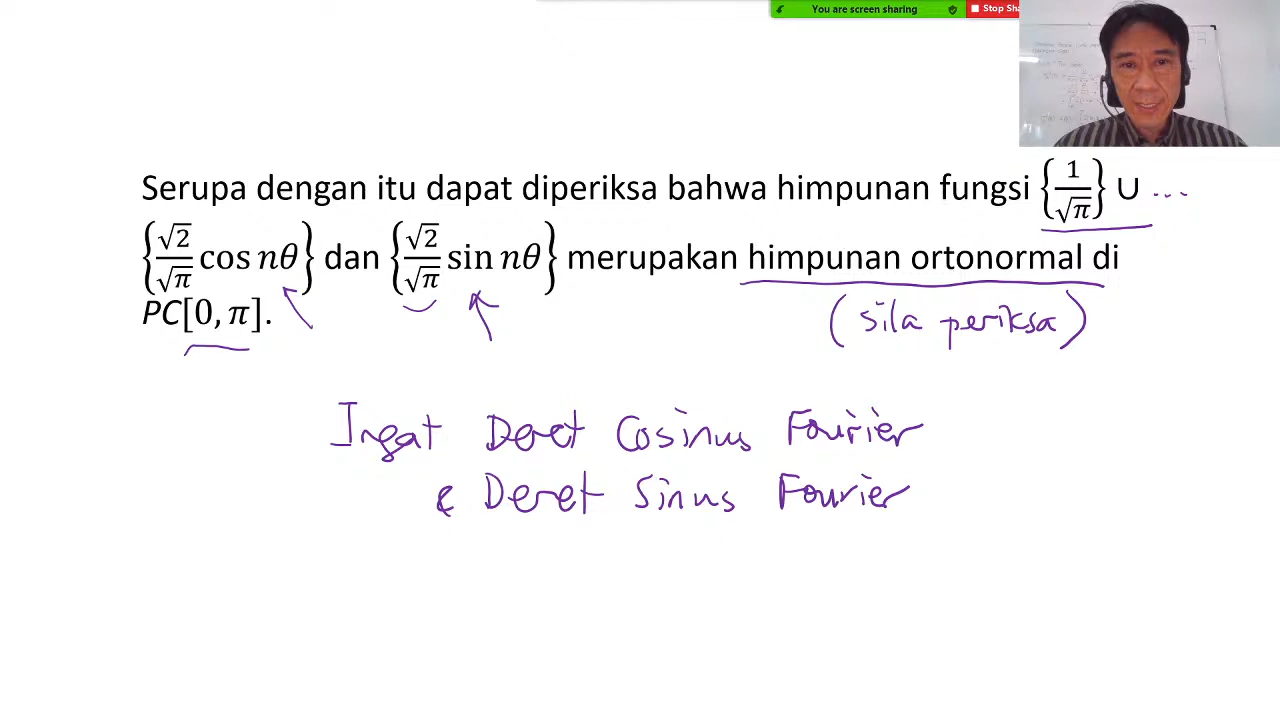 You are screen sharing Stop Sha
Serupa dengan itu dapat diperiksa bahwa himpunan fungsi {1/√π} ∪ ...
{√2/√π cos nθ} dan {√2/√π sin nθ} merupakan himpunan ortonormal di
PC[0, π].
(sila periksa)
Ingat Deret Cosinus Fourier
& Deret Sinus Fourier